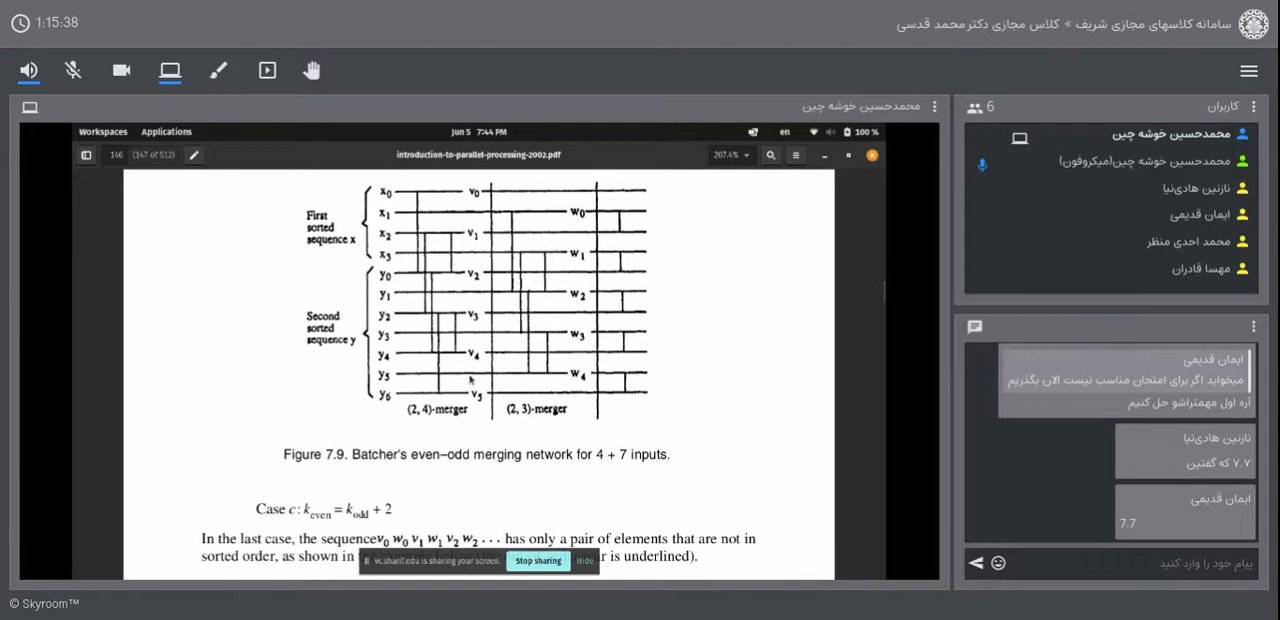 1:15:38
سامانه کلاسهای مجازی شریف » کلاس مجازی دکتر محمد قدسی
محمدحسین خوشه چین
Workspaces Applications Jun 5 7:44 PM en 100 %
146 (147 of 512) introduction-to-parallel-processing-2002.pdf 207.4%
First
sorted
sequence x
Second
sorted
sequence y
x0
x1
x2
x3
y0
y1
y2
y3
y4
y5
y6
v0
v1
v2
v3
v4
v5
w0
w1
w2
w3
w4
(2, 4)-merger (2, 3)-merger
Figure 7.9. Batcher's even–odd merging network for 4 + 7 inputs.
Case c: keven = kodd + 2
In the last case, the sequencev0 w0 v1 w1 v2 w2 . . . has only a pair of elements that are not in
sorted order, as shown in
r is underlined).
vc.sharif.edu is sharing your screen. Stop sharing Hide
کاربران 6
محمدحسین خوشه چین
محمدحسین خوشه چین(میکروفون)
نازنین هادی‌نیا
ایمان قدیمی
محمد احدی منظر
مهسا قادران
ایمان قدیمی
میخواید اگر برای امتحان مناسب نیست الان بگذریم
آره اول مهمتراشو حل کنیم
نازنین هادی‌نیا
۷.۷ که گفتین
ایمان قدیمی
7.7
پیام خود را وارد کنید
© Skyroom™